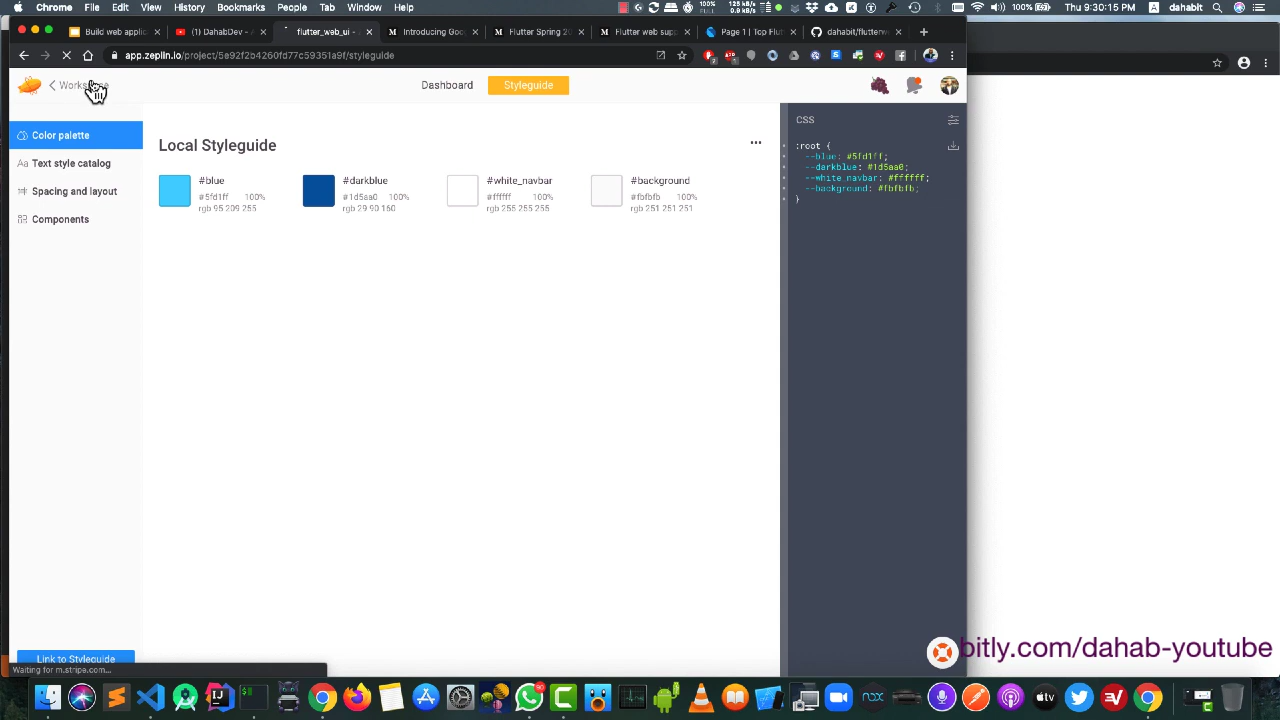 Chrome File Edit View History Bookmarks People Tab Window Help
100% Thu 9:30:15 PM dahabit
Build web applic
(1) DahabDev - A
flutter_web_ui -
Introducing Goo
Flutter Spring 20
Flutter web supp
Page 1 | Top Flut
dahabit/flutterwe
app.zeplin.io/project/5e92f2b4260fd77c59351a9f/styleguide
Dashboard
Styleguide
Color palette
Text style catalog
Spacing and layout
Components
Local Styleguide
#blue
#5fd1ff 100%
rgb 95 209 255
#darkblue
#1d5aa0 100%
rgb 29 90 160
#white_navbar
#ffffff 100%
rgb 255 255 255
#background
#fbfbfb 100%
rgb 251 251 251
CSS
:root {
--blue: #5fd1ff;
--darkblue: #1d5aa0;
--white_navbar: #ffffff;
--background: #fbfbfb;
}
Link to Styleguide
Waiting for m.stripe.com...
bitly.com/dahab-youtube